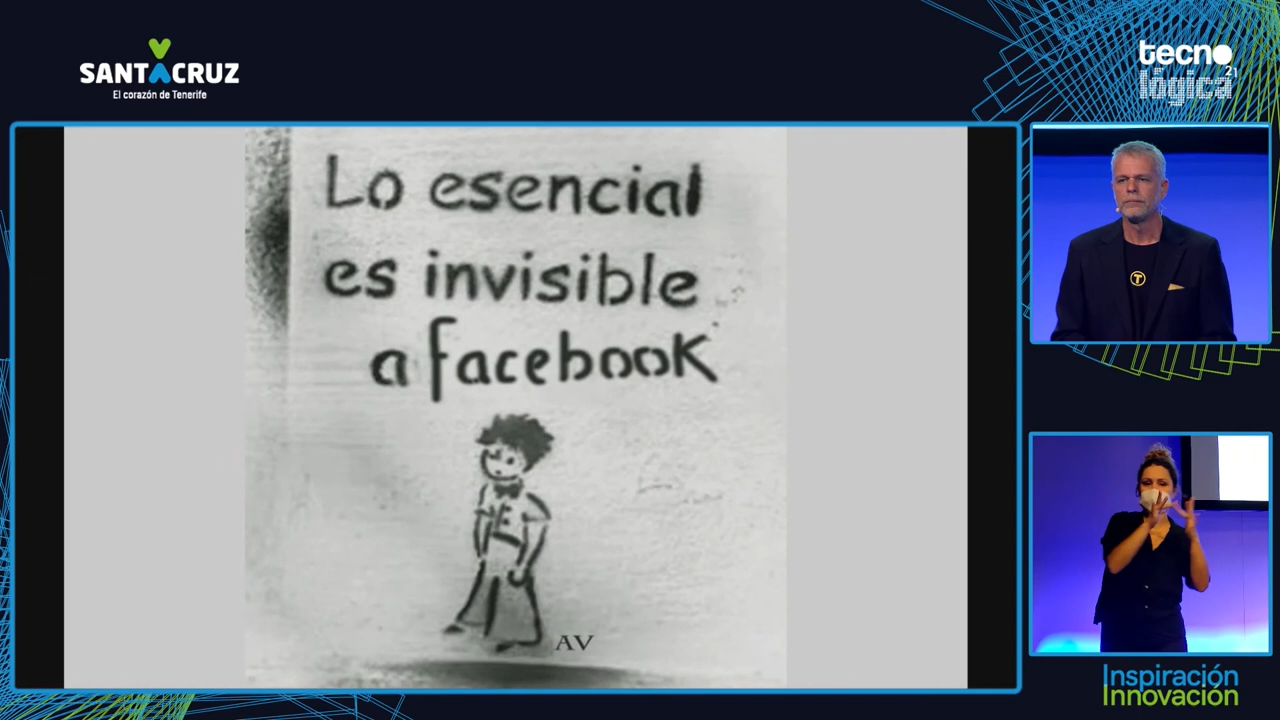 SANTACRUZ
El corazón de Tenerife
tecno
lógica
21
Lo esencial
es invisible
a facebook
AV
T
Inspiración
Innovación